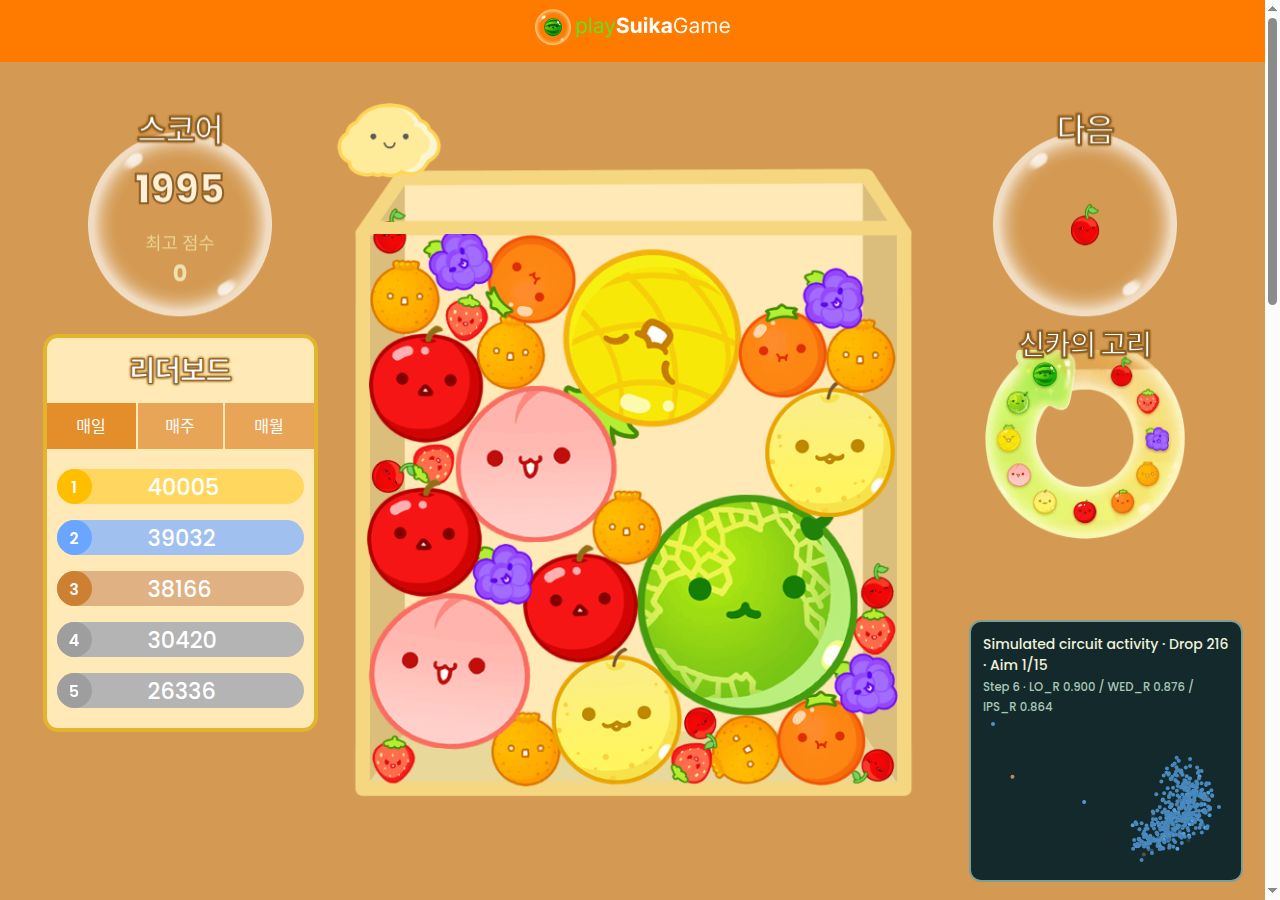 playSuikaGame
스코어
1995
최고 점수
0
리더보드
매일 매주 매월
1 40005
2 39032
3 38166
4 30420
5 26336
다음
신카의 고리
Simulated circuit activity · Drop 216
· Aim 1/15
Step 6 · LO_R 0.900 / WED_R 0.876 /
IPS_R 0.864